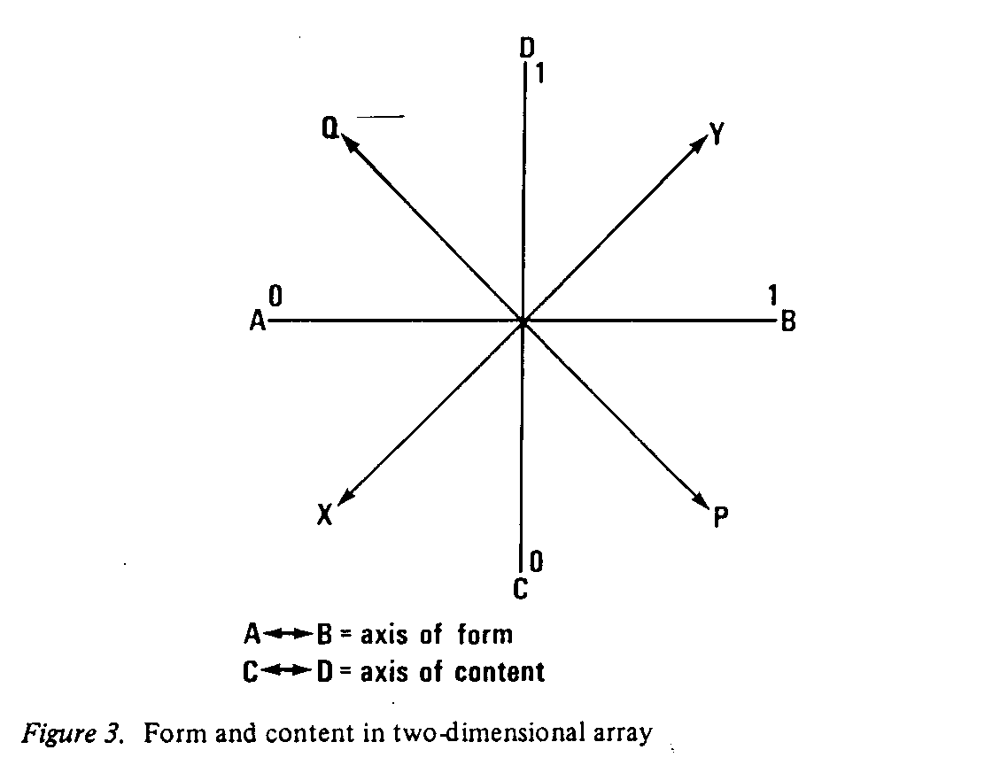 D
1
Q
Y
0
1
A
B
X
P
0
C
A↔B = axis of form
C↔D = axis of content
Figure 3. Form and content in two-dimensional array